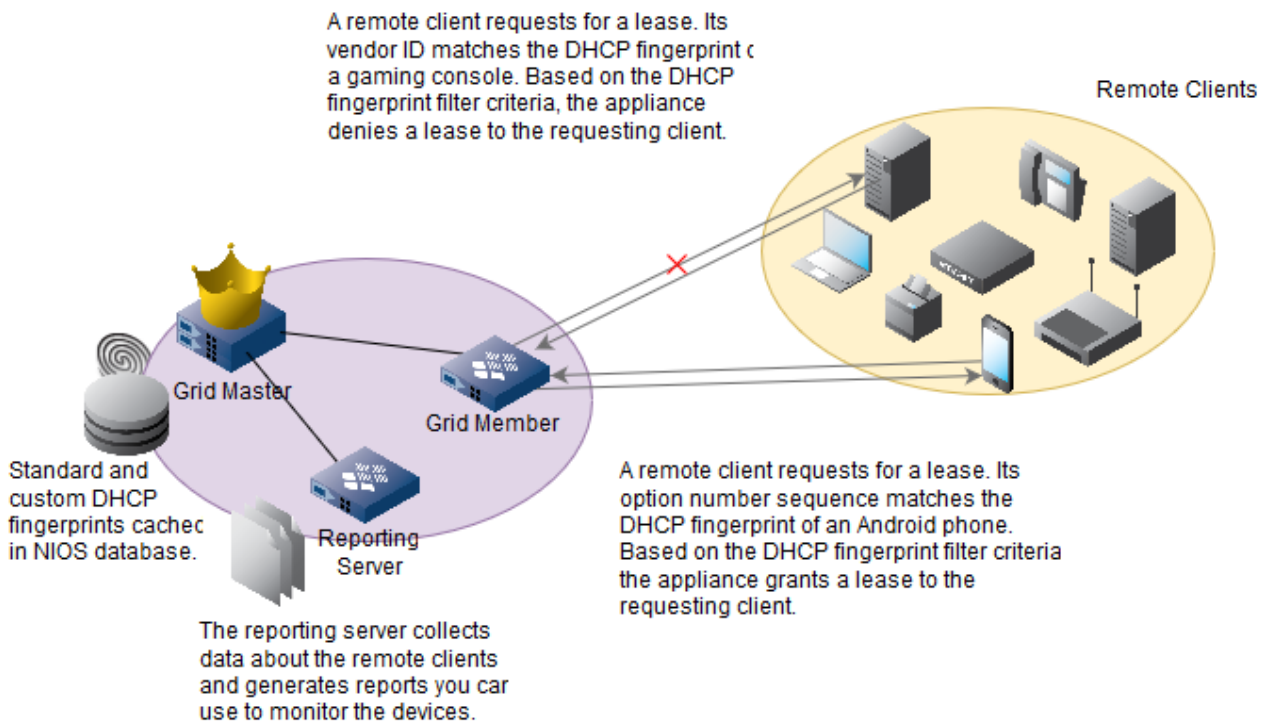 A remote client requests for a lease. Its
vendor ID matches the DHCP fingerprint
a gaming console. Based on the DHCP
fingerprint filter criteria, the appliance
denies a lease to the requesting client.
Remote Clients
Grid Master
Grid Member
Standard and
custom DHCP
fingerprints cached
in NIOS database.
Reporting
Server
A remote client requests for a lease. Its
option number sequence matches the
DHCP fingerprint of an Android phone.
Based on the DHCP fingerprint filter criteria
the appliance grants a lease to the
requesting client.
The reporting server collects
data about the remote clients
and generates reports you car
use to monitor the devices.